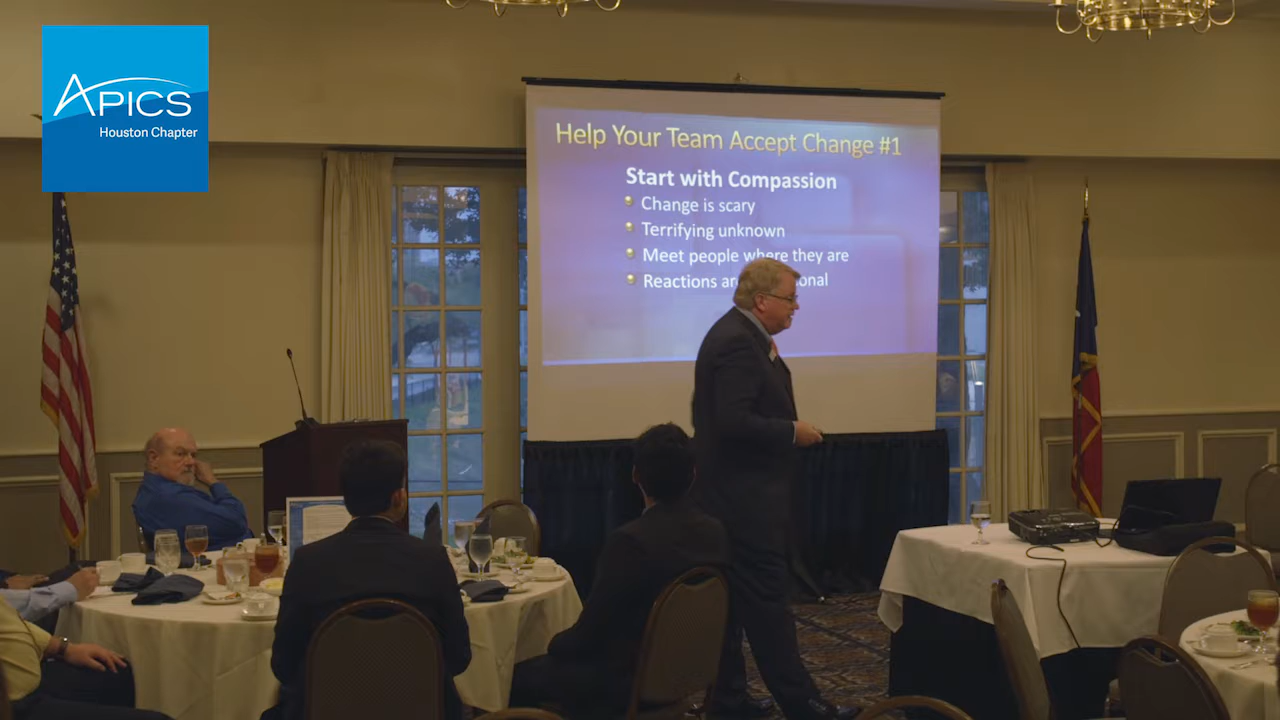 APICS
Houston Chapter
Help Your Team Accept Change #1
Start with Compassion
Change is scary
Terrifying unknown
Meet people where they are
Reactions